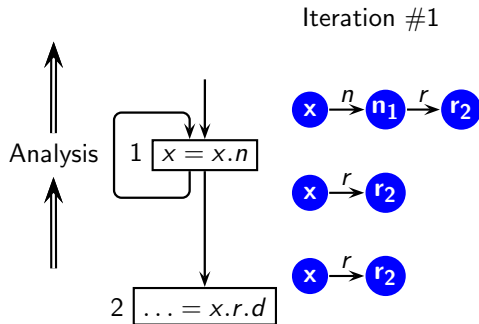 Iteration #1
n r
x n₁ r₂
Analysis 1 x = x.n
r
x r₂
r
x r₂
2 ... = x.r.d